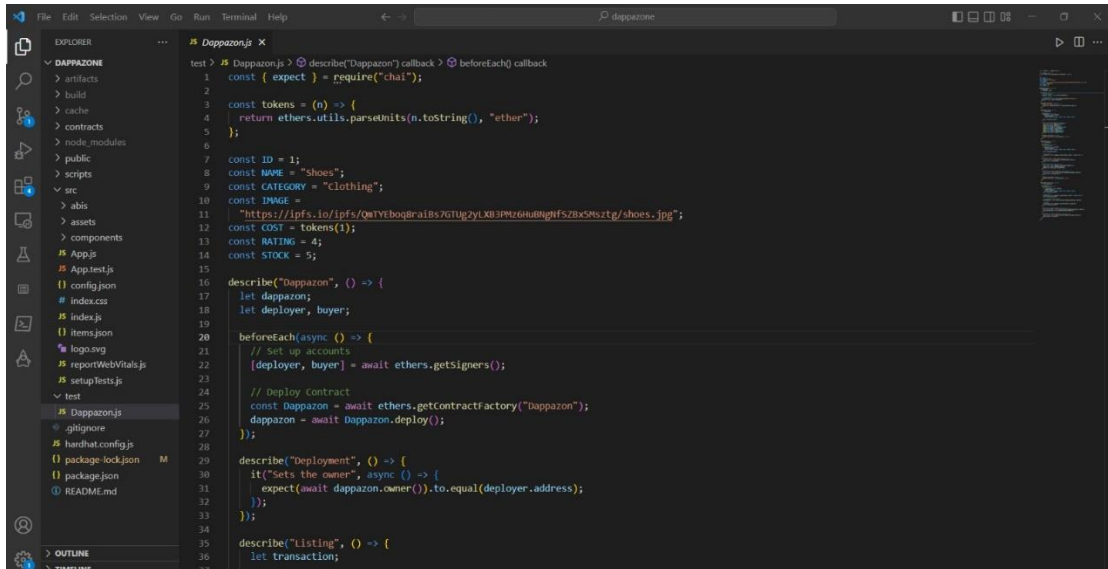 File Edit Selection View Go Run Terminal Help
dappazone
EXPLORER
DAPPAZONE
artifacts
build
cache
contracts
node_modules
public
scripts
src
abis
assets
components
JS App.js
JS App.test.js
{} config.json
# index.css
JS index.js
{} items.json
logo.svg
JS reportWebVitals.js
JS setupTests.js
test
JS Dappazon.js
.gitignore
JS hardhat.config.js
{} package-lock.json M
{} package.json
README.md
OUTLINE
TIMELINE
1
4
JS Dappazon.js
test > JS Dappazon.js > describe("Dappazon") callback > beforeEach() callback
1 const { expect } = require("chai");
2
3 const tokens = (n) => {
4 return ethers.utils.parseUnits(n.toString(), "ether");
5 };
6
7 const ID = 1;
8 const NAME = "Shoes";
9 const CATEGORY = "Clothing";
10 const IMAGE =
11 "https://ipfs.io/ipfs/QmTYEboq8raiBs7GTUg2yLXB3PMz6HuBNgNfSZBx5Msztg/shoes.jpg";
12 const COST = tokens(1);
13 const RATING = 4;
14 const STOCK = 5;
15
16 describe("Dappazon", () => {
17 let dappazon;
18 let deployer, buyer;
19
20 beforeEach(async () => {
21 // Set up accounts
22 [deployer, buyer] = await ethers.getSigners();
23
24 // Deploy Contract
25 const Dappazon = await ethers.getContractFactory("Dappazon");
26 dappazon = await Dappazon.deploy();
27 });
28
29 describe("Deployment", () => {
30 it("Sets the owner", async () => {
31 expect(await dappazon.owner()).to.equal(deployer.address);
32 });
33 });
34
35 describe("Listing", () => {
36 let transaction;